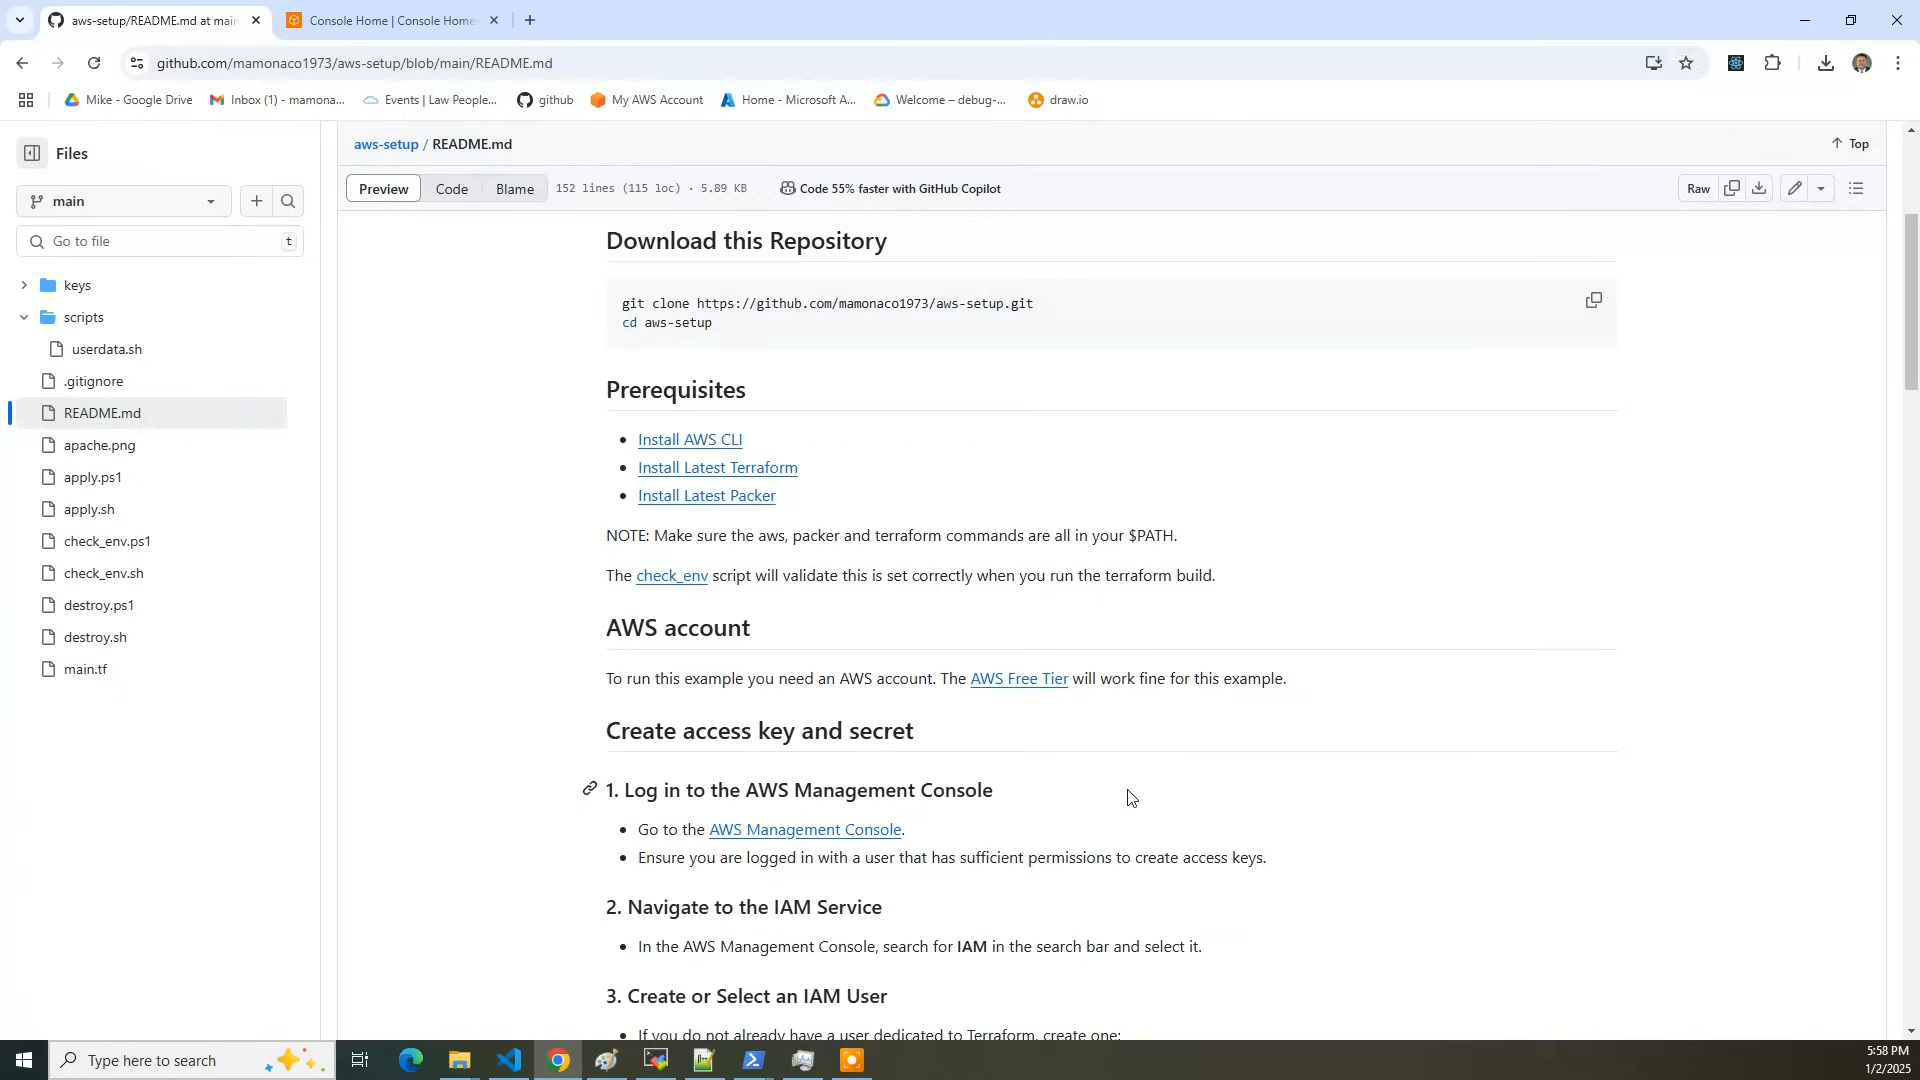 aws-setup/README.md at main
Console Home | Console Home
github.com/mamonaco1973/aws-setup/blob/main/README.md
Mike - Google Drive
Inbox (1) - mamona...
Events | Law People...
github
My AWS Account
Home - Microsoft A...
Welcome – debug-...
draw.io
Files
aws-setup / README.md
Top
main
Preview
Code
Blame
152 lines (115 loc) · 5.89 KB
Code 55% faster with GitHub Copilot
Raw
Go to file
t
keys
scripts
userdata.sh
.gitignore
README.md
apache.png
apply.ps1
apply.sh
check_env.ps1
check_env.sh
destroy.ps1
destroy.sh
main.tf
Download this Repository
git clone https://github.com/mamonaco1973/aws-setup.git
cd aws-setup
Prerequisites
Install AWS CLI
Install Latest Terraform
Install Latest Packer
NOTE: Make sure the aws, packer and terraform commands are all in your $PATH.
The check_env script will validate this is set correctly when you run the terraform build.
AWS account
To run this example you need an AWS account. The AWS Free Tier will work fine for this example.
Create access key and secret
1. Log in to the AWS Management Console
Go to the AWS Management Console.
Ensure you are logged in with a user that has sufficient permissions to create access keys.
2. Navigate to the IAM Service
In the AWS Management Console, search for IAM in the search bar and select it.
3. Create or Select an IAM User
If you do not already have a user dedicated to Terraform, create one:
Type here to search
5:58 PM
1/2/2025